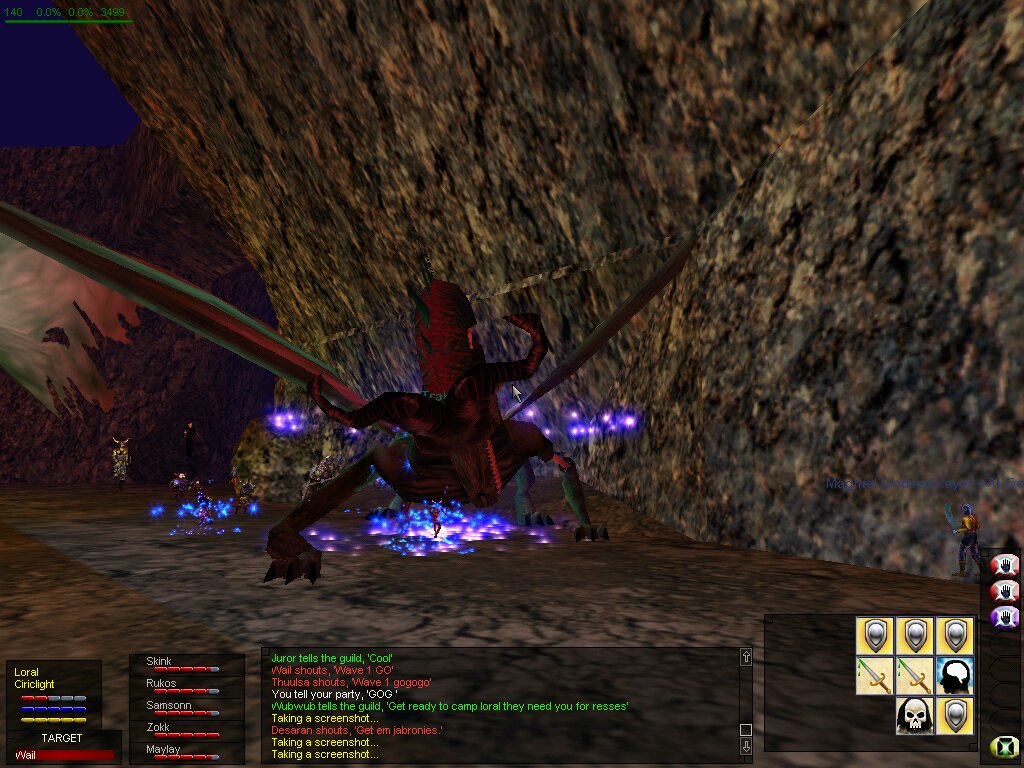 140 0.0% 0.0% 3499
Loral
Ciriclight
TARGET
Wail
Skink
Rukos
Samsonn
Zokk
Maylay
Juror tells the guild, 'Cool'
Wail shouts, 'Wave 1 GO'
Thuulsa shouts, 'Wave 1 gogogo'
You tell your party, 'GOG '
Wubwub tells the guild, 'Get ready to camp loral they need you for resses'
Taking a screenshot...
Desaran shouts, 'Get em jabronies.'
Taking a screenshot...
Taking a screenshot...